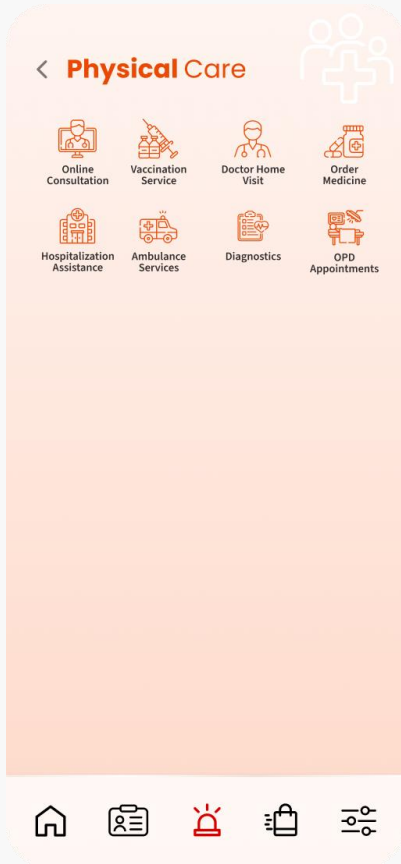 Physical Care
Online
Consultation
Vaccination
Service
Doctor Home
Visit
Order
Medicine
Hospitalization
Assistance
Ambulance
Services
Diagnostics
OPD
Appointments